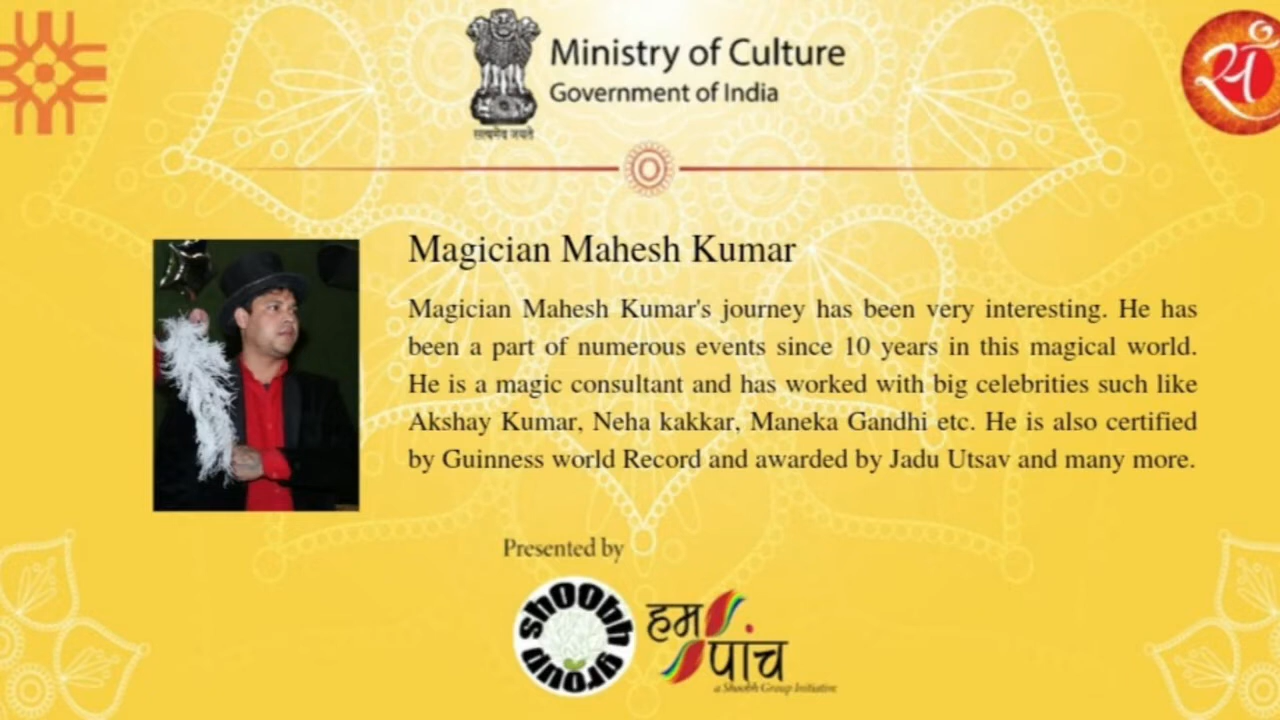 Ministry of Culture
Government of India
सत्यमेव जयते
सं
Magician Mahesh Kumar
Magician Mahesh Kumar's journey has been very interesting. He has
been a part of numerous events since 10 years in this magical world.
He is a magic consultant and has worked with big celebrities such like
Akshay Kumar, Neha kakkar, Maneka Gandhi etc. He is also certified
by Guinness world Record and awarded by Jadu Utsav and many more.
Presented by
shoobh group
हम
पांच
a Shoobh Group Initiative